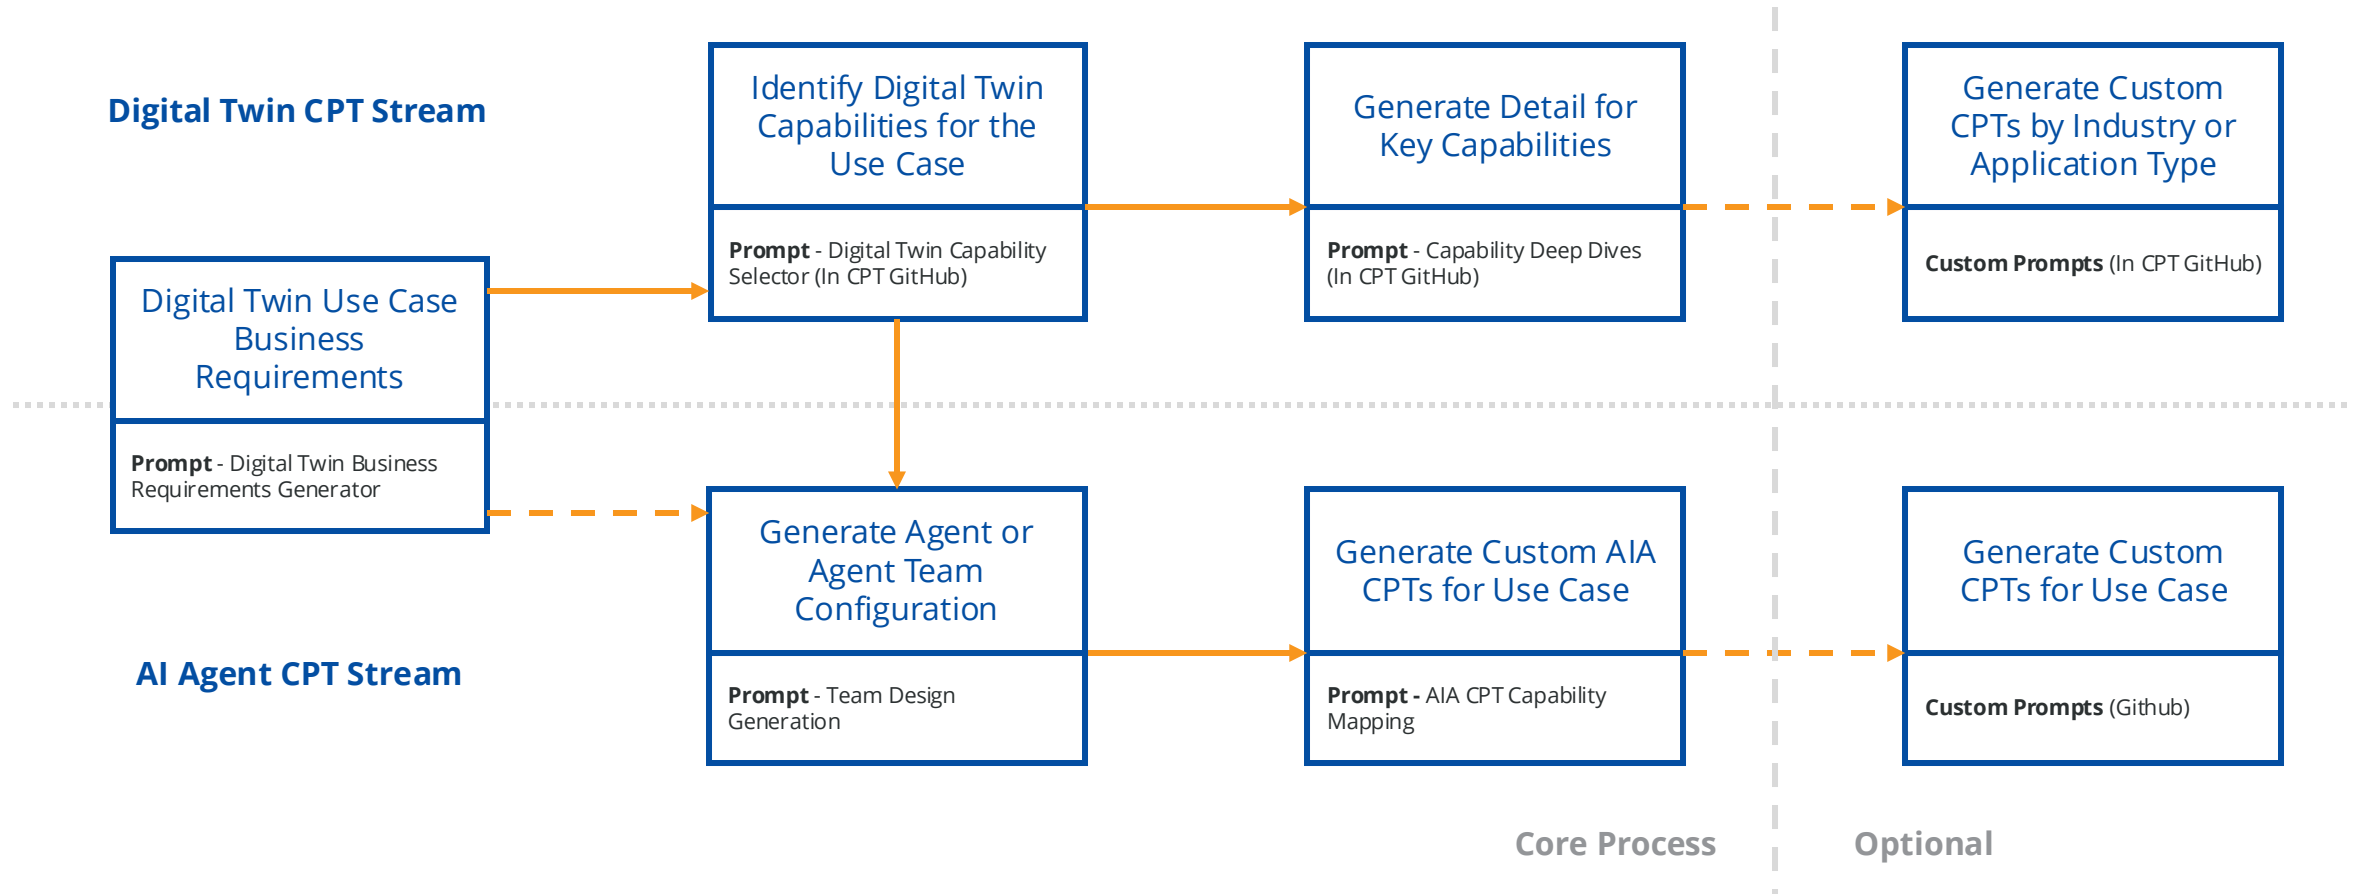 Digital Twin CPT Stream
Identify Digital Twin
Capabilities for the
Use Case
Prompt - Digital Twin Capability
Selector (In CPT GitHub)
Generate Detail for
Key Capabilities
Prompt - Capability Deep Dives
(In CPT GitHub)
Generate Custom
CPTs by Industry or
Application Type
Custom Prompts (In CPT GitHub)
Digital Twin Use Case
Business
Requirements
Prompt - Digital Twin Business
Requirements Generator
AI Agent CPT Stream
Generate Agent or
Agent Team
Configuration
Prompt - Team Design
Generation
Generate Custom AIA
CPTs for Use Case
Prompt - AIA CPT Capability
Mapping
Generate Custom
CPTs for Use Case
Custom Prompts (Github)
Core Process
Optional